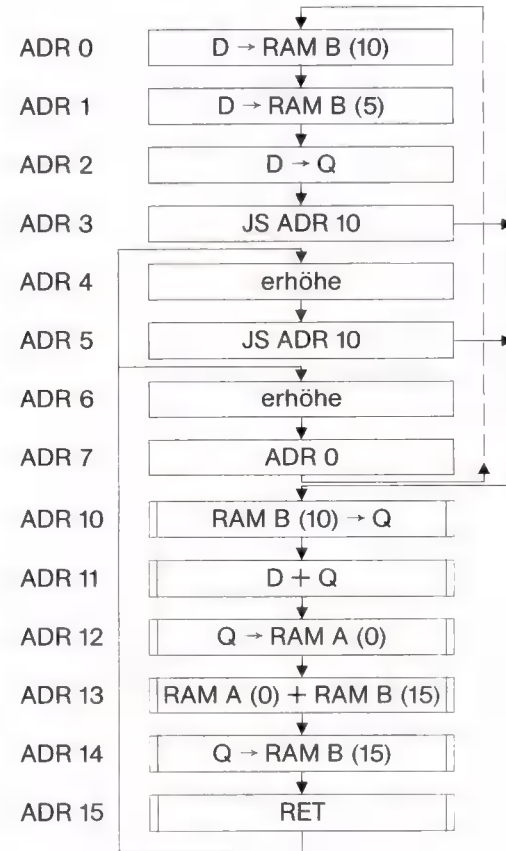 ADR 0 D → RAM B (10)
ADR 1 D → RAM B (5)
ADR 2 D → Q
ADR 3 JS ADR 10
ADR 4 erhöhe
ADR 5 JS ADR 10
ADR 6 erhöhe
ADR 7 ADR 0
ADR 10 RAM B (10) → Q
ADR 11 D + Q
ADR 12 Q → RAM A (0)
ADR 13 RAM A (0) + RAM B (15)
ADR 14 Q → RAM B (15)
ADR 15 RET